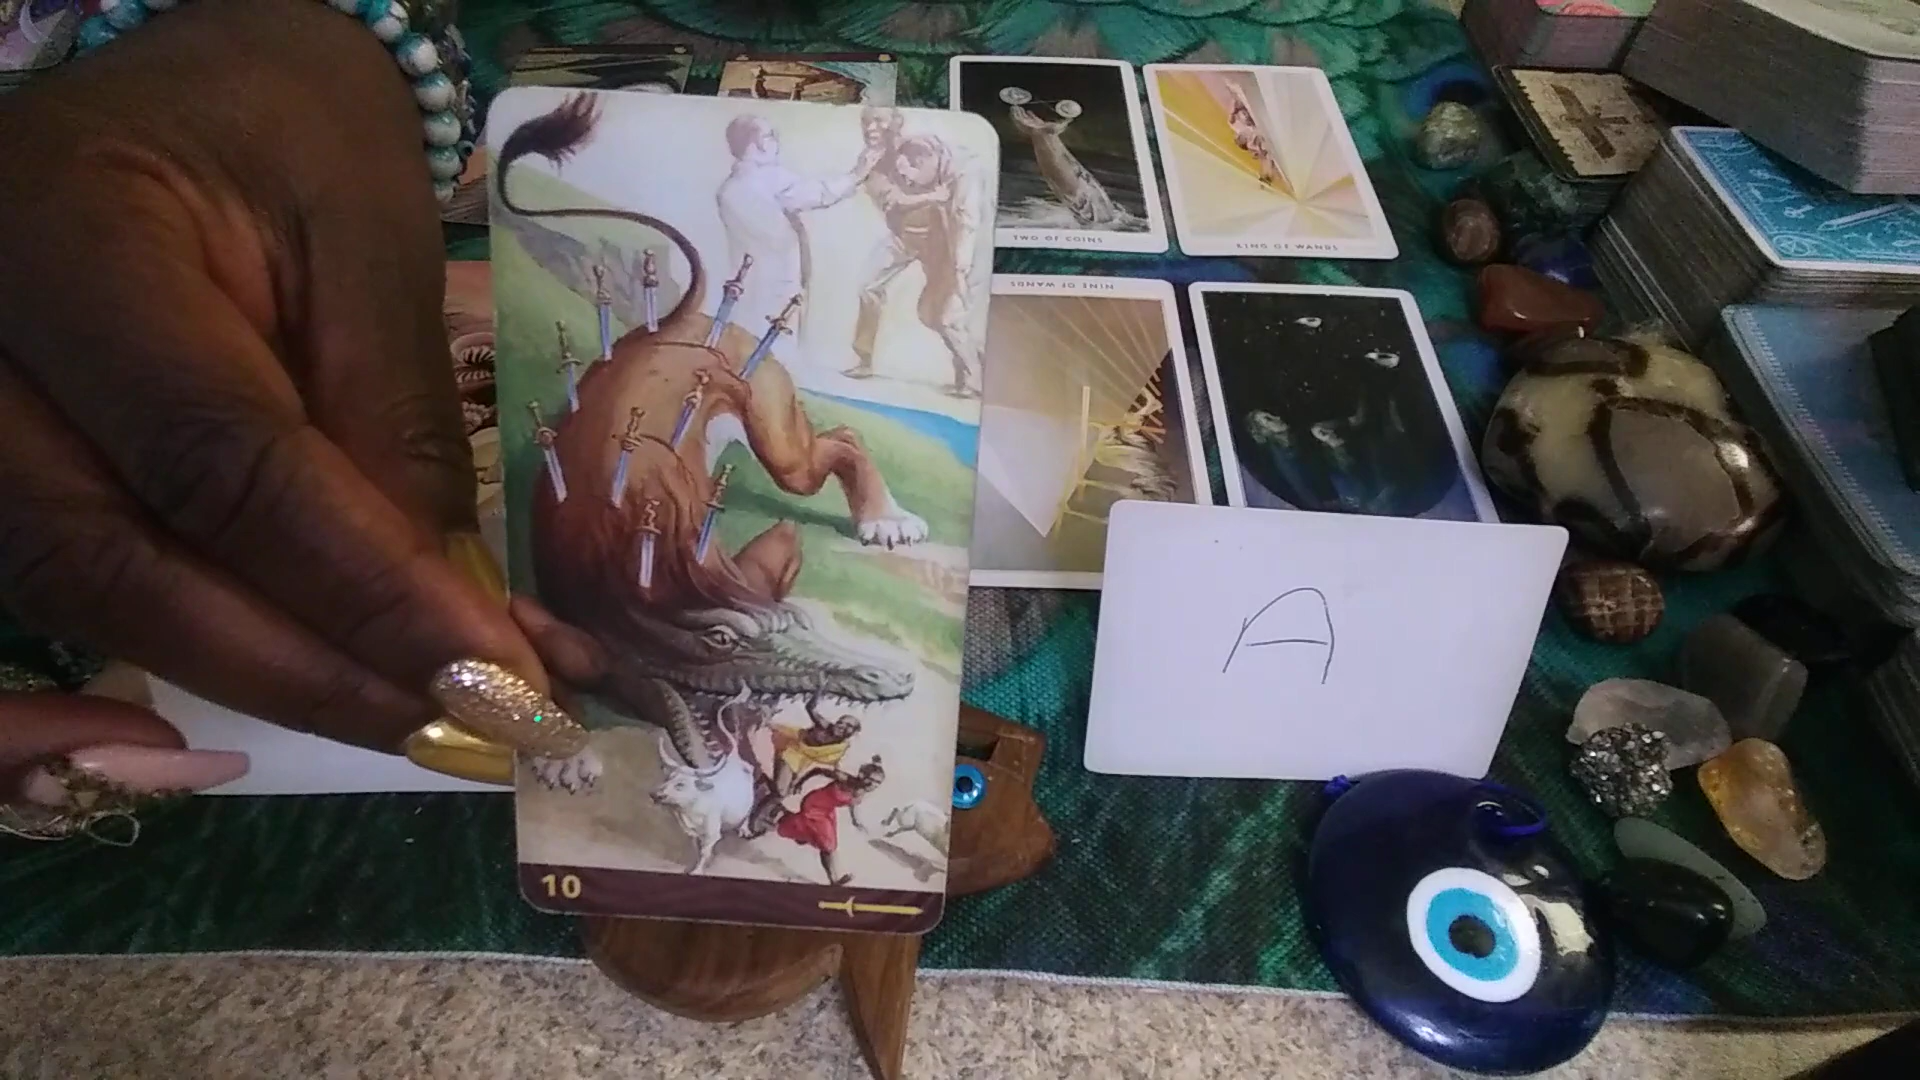 TWO OF COINS
KING OF WANDS
NINE OF WANDS
A
10